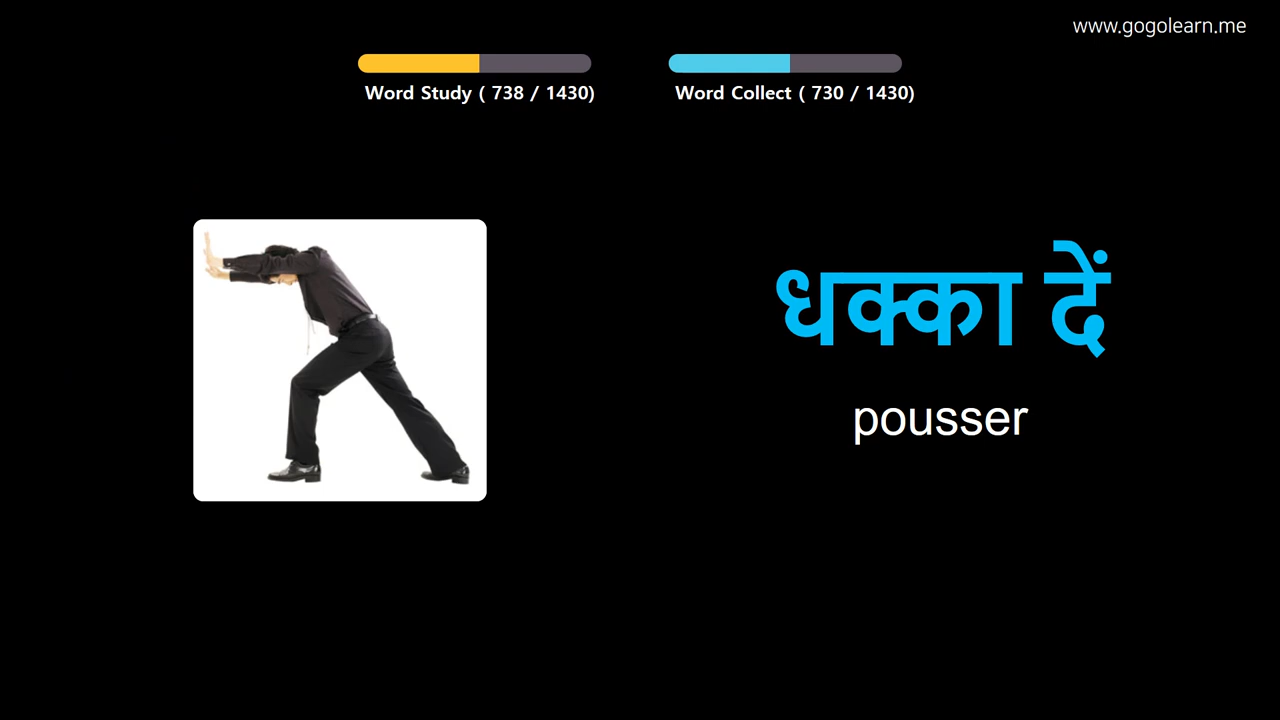 www.gogolearn.me
Word Study ( 738 / 1430)
Word Collect ( 730 / 1430)
धक्का दें
pousser